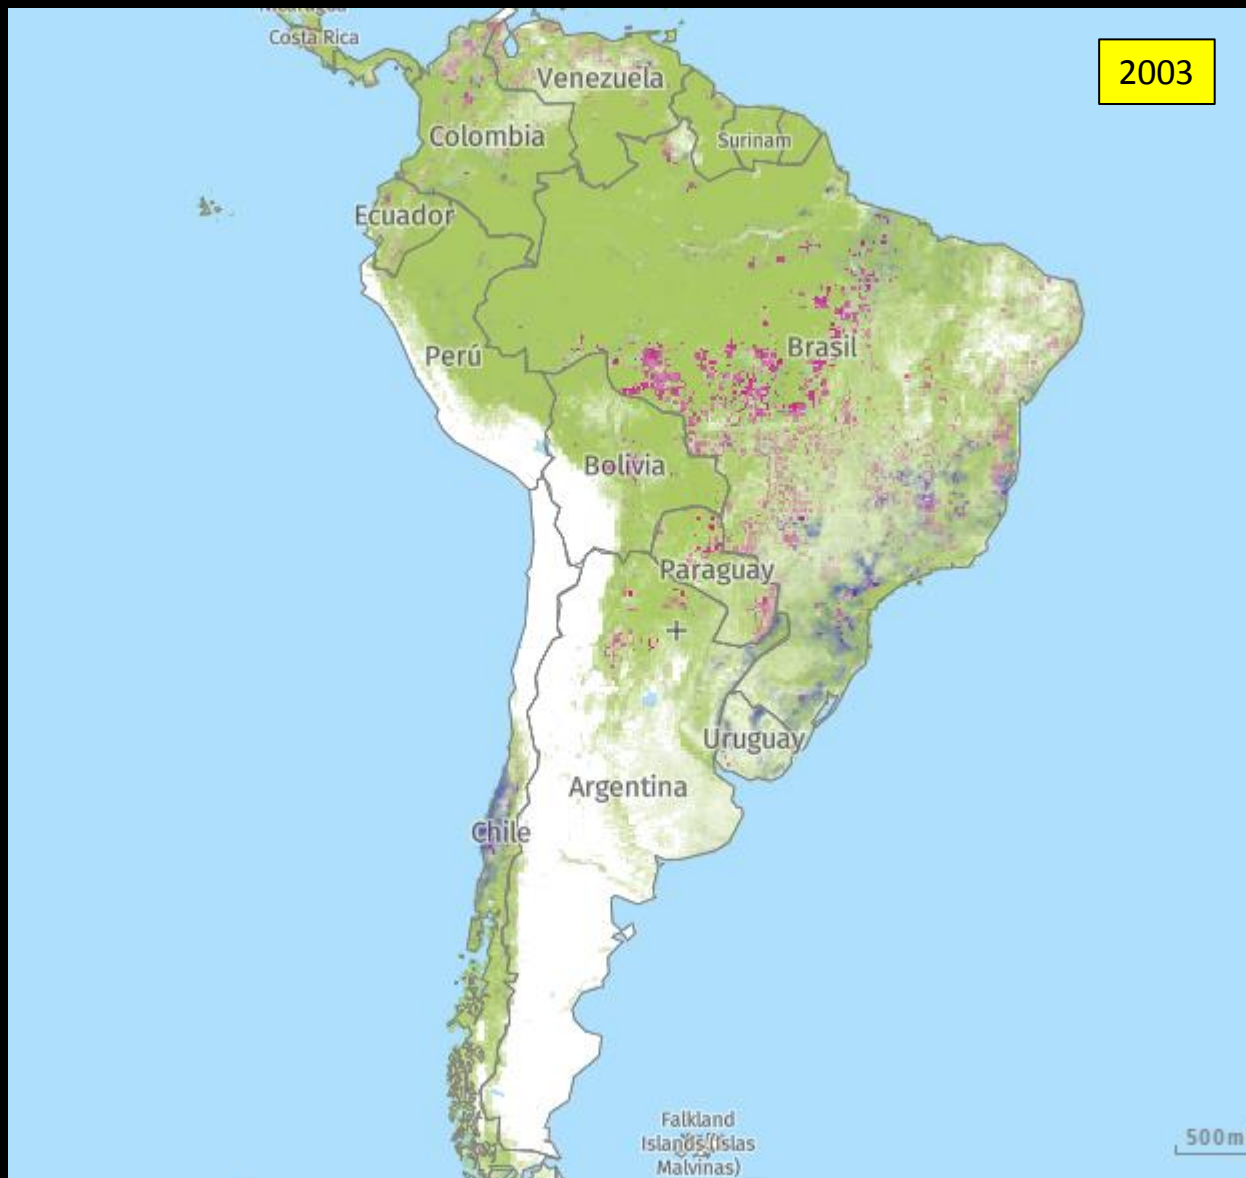 Nicaragua
Costa Rica
2003
Venezuela
Colombia
Surinam
Ecuador
Perú
Brasil
Bolivia
Paraguay
Uruguay
Argentina
Chile
Falkland
Islands (Islas
Malvinas)
500m